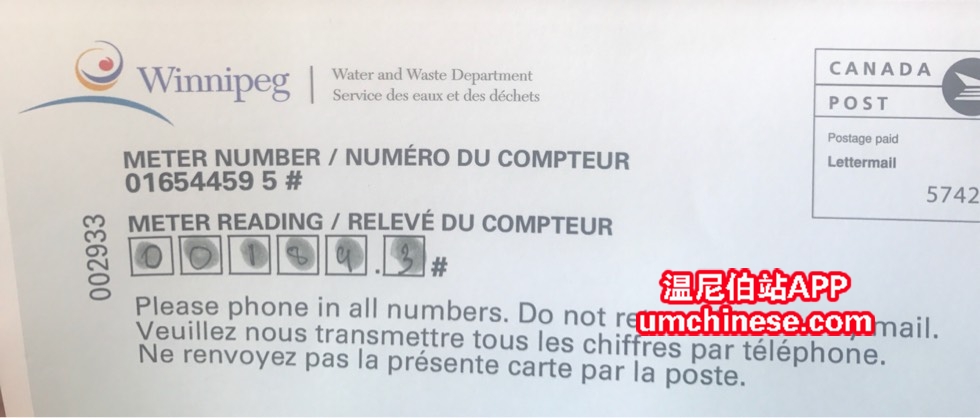 Winnipeg
Water and Waste Department
Service des eaux et des déchets
CANADA
POST
Postage paid
Lettermail
5742
METER NUMBER / NUMÉRO DU COMPTEUR
01654459 5 #
002933
METER READING / RELEVÉ DU COMPTEUR
00189.3#
温尼伯站APP
umchinese.com
Please phone in all numbers. Do not mail.
Veuillez nous transmettre tous les chiffres par téléphone.
Ne renvoyez pas la présente carte par la poste.